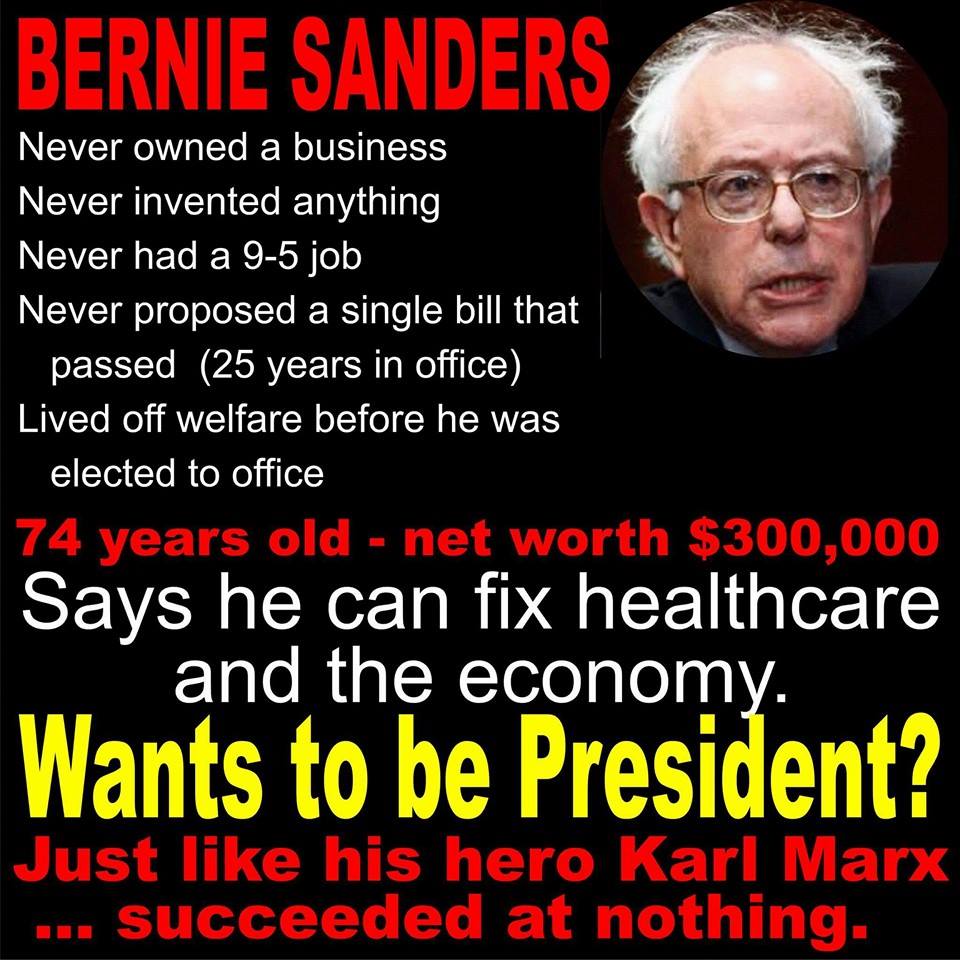 BERNIE SANDERS
Never owned a business
Never invented anything
Never had a 9-5 job
Never proposed a single bill that
passed (25 years in office)
Lived off welfare before he was
elected to office
74 years old - net worth $300,000
Says he can fix healthcare
and the economy.
Wants to be President?
Just like his hero Karl Marx
... succeeded at nothing.